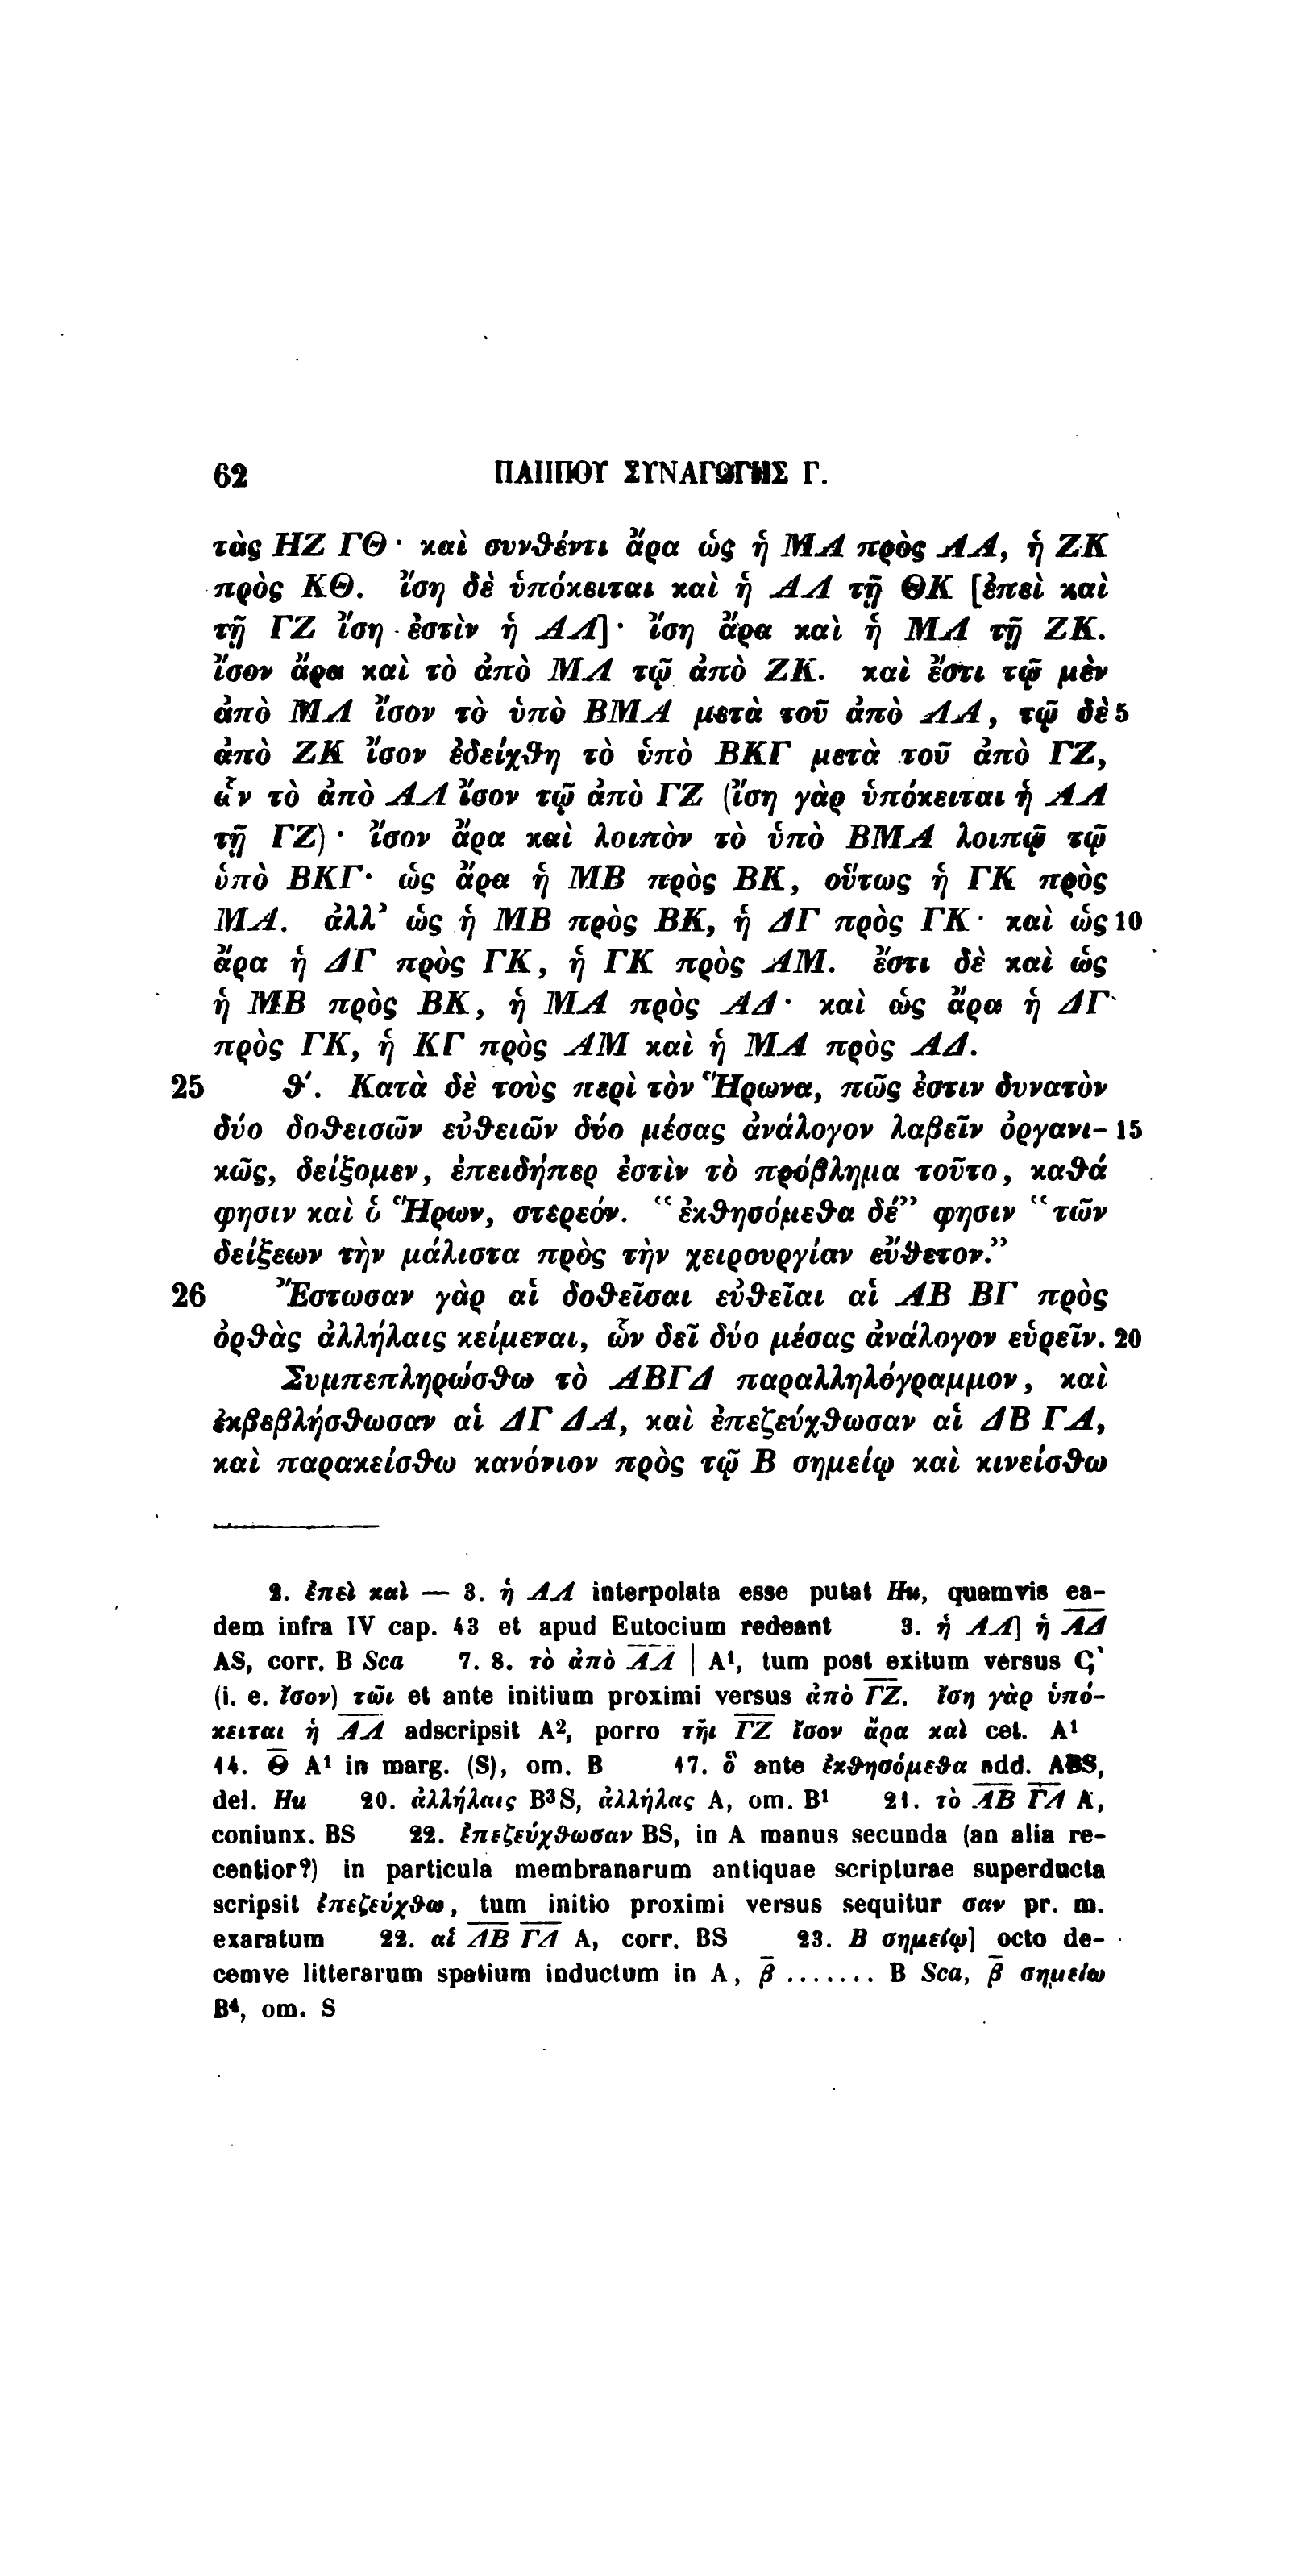 62 ΠΑΠΠΟΥ ΣΥΝΑΓΩΓΗΣ Γ.
τὰς ΗΖ ΓΘ· καὶ συνθέντι ἄρα ὡς ἡ ΜΛ πρὸς ΛΑ, ἡ ΖΚ
πρὸς ΚΘ. ἴση δὲ ὑπόκειται καὶ ἡ ΑΛ τῇ ΘΚ [ἐπεὶ καὶ
τῇ ΓΖ ἴση ἐστὶν ἡ ΑΛ]· ἴση ἄρα καὶ ἡ ΜΛ τῇ ΖΚ.
ἴσον ἄρα καὶ τὸ ἀπὸ ΜΛ τῷ ἀπὸ ΖΚ. καὶ ἔστι τῷ μὲν
ἀπὸ ΜΛ ἴσον τὸ ὑπὸ ΒΜΑ μετὰ τοῦ ἀπὸ ΛΑ, τῷ δὲ 5
ἀπὸ ΖΚ ἴσον ἐδείχθη τὸ ὑπὸ ΒΚΓ μετὰ τοῦ ἀπὸ ΓΖ,
ὧν τὸ ἀπὸ ΑΛ ἴσον τῷ ἀπὸ ΓΖ (ἴση γὰρ ὑπόκειται ἡ ΑΛ
τῇ ΓΖ)· ἴσον ἄρα καὶ λοιπὸν τὸ ὑπὸ ΒΜΑ λοιπῷ τῷ
ὑπὸ ΒΚΓ· ὡς ἄρα ἡ ΜΒ πρὸς ΒΚ, οὕτως ἡ ΓΚ πρὸς
ΜΑ. ἀλλ’ ὡς ἡ ΜΒ πρὸς ΒΚ, ἡ ΔΓ πρὸς ΓΚ· καὶ ὡς 10
ἄρα ἡ ΔΓ πρὸς ΓΚ, ἡ ΓΚ πρὸς ΑΜ. ἔστι δὲ καὶ ὡς
ἡ ΜΒ πρὸς ΒΚ, ἡ ΜΑ πρὸς ΑΔ· καὶ ὡς ἄρα ἡ ΔΓ
πρὸς ΓΚ, ἡ ΚΓ πρὸς ΑΜ καὶ ἡ ΜΑ πρὸς ΑΔ.
25 θ′. Κατὰ δὲ τοὺς περὶ τὸν Ἥρωνα, πῶς ἐστιν δυνατὸν
δύο δοθεισῶν εὐθειῶν δύο μέσας ἀνάλογον λαβεῖν ὀργανι- 15
κῶς, δείξομεν, ἐπειδήπερ ἐστὶν τὸ πρόβλημα τοῦτο, καθά
φησιν καὶ ὁ Ἥρων, στερεόν. “ἐκθησόμεθα δέ” φησιν “τῶν
δείξεων τὴν μάλιστα πρὸς τὴν χειρουργίαν εὔθετον.”
26 Ἔστωσαν γὰρ αἱ δοθεῖσαι εὐθεῖαι αἱ ΑΒ ΒΓ πρὸς
ὀρθὰς ἀλλήλαις κείμεναι, ὧν δεῖ δύο μέσας ἀνάλογον εὑρεῖν. 20
Συμπεπληρώσθω τὸ ΑΒΓΔ παραλληλόγραμμον, καὶ
ἐκβεβλήσθωσαν αἱ ΔΓ ΔΑ, καὶ ἐπεζεύχθωσαν αἱ ΔΒ ΓΑ,
καὶ παρακείσθω κανόνιον πρὸς τῷ Β σημείῳ καὶ κινείσθω
2. ἐπεὶ καὶ — 3. ἡ ΑΛ interpolata esse putat Hu, quamvis ea-
dem infra IV cap. 43 et apud Eutocium redeant 3. ἡ ΑΛ] ἡ ΑΔ
AS, corr. B Sca 7. 8. τὸ ἀπὸ ΑΛ | A¹, tum post exitum versus Ϛ‵
(i. e. ἴσον) τῶι et ante initium proximi versus ἀπὸ ΓΖ. ἴση γὰρ ὑπό-
κειται ἡ ΑΛ adscripsit A², porro τῆι ΓΖ ἴσον ἄρα καὶ cet. A¹
14. Θ̄ A¹ in marg. (S), om. B 17. ὃ ante ἐκθησόμεθα add. ABS,
del. Hu 20. ἀλλήλαις B³S, ἀλλήλας A, om. B¹ 21. τὸ ΑΒ ΓΔ A,
coniunx. BS 22. ἐπεζεύχθωσαν BS, in A manus secunda (an alia re-
centior?) in particula membranarum antiquae scripturae superducta
scripsit ἐπεζεύχθω, tum initio proximi versus sequitur σαν pr. m.
exaratum 22. αἱ ΔΒ ΓΔ A, corr. BS 23. Β σημείῳ] octo de-
cemve litterarum spatium inductum in A, β̄ ....... B Sca, β̄ σημείω
B⁴, om. S